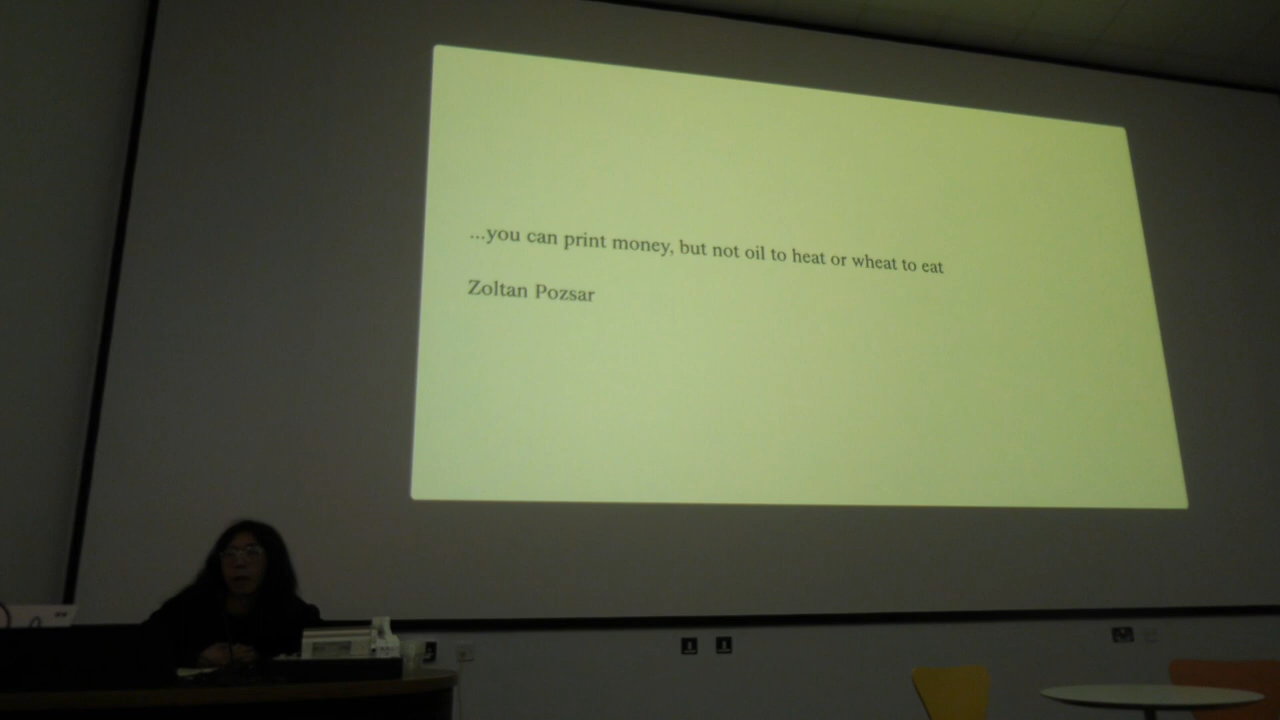 ...you can print money, but not oil to heat or wheat to eat
Zoltan Pozsar